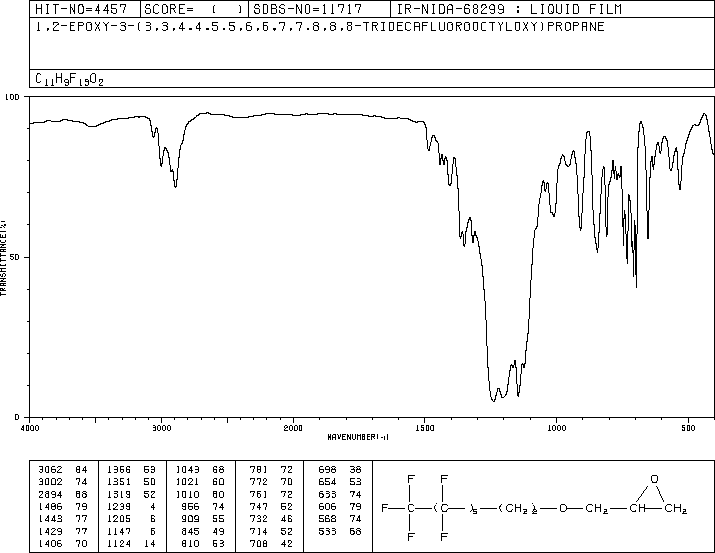 HIT-NO=4457 SCORE= ( ) SDBS-NO=11717 IR-NIDA-68299 : LIQUID FILM
1,2-EPOXY-3-(3,3,4,4,5,5,6,6,7,7,8,8,8-TRIDECAFLUOROOCTYLOXY)PROPANE
C11H9F13O2
100
TRANSMITTANCE(%)
50
0
4000 3000 2000 1500 1000 500
WAVENUMBER(-1)
3062 84 1366 53 1043 68 781 72 698 38
3002 74 1351 50 1021 60 772 70 654 53
2894 68 1319 52 1010 60 761 72 633 74
1486 79 1239 4 956 74 747 52 606 79
1443 77 1205 6 909 55 732 46 568 74
1429 77 1147 6 845 49 714 52 533 68
1406 70 1124 14 810 53 708 42
F F O
F—C—(C—)5—(CH2)2—O—CH2—CH—CH2
F F